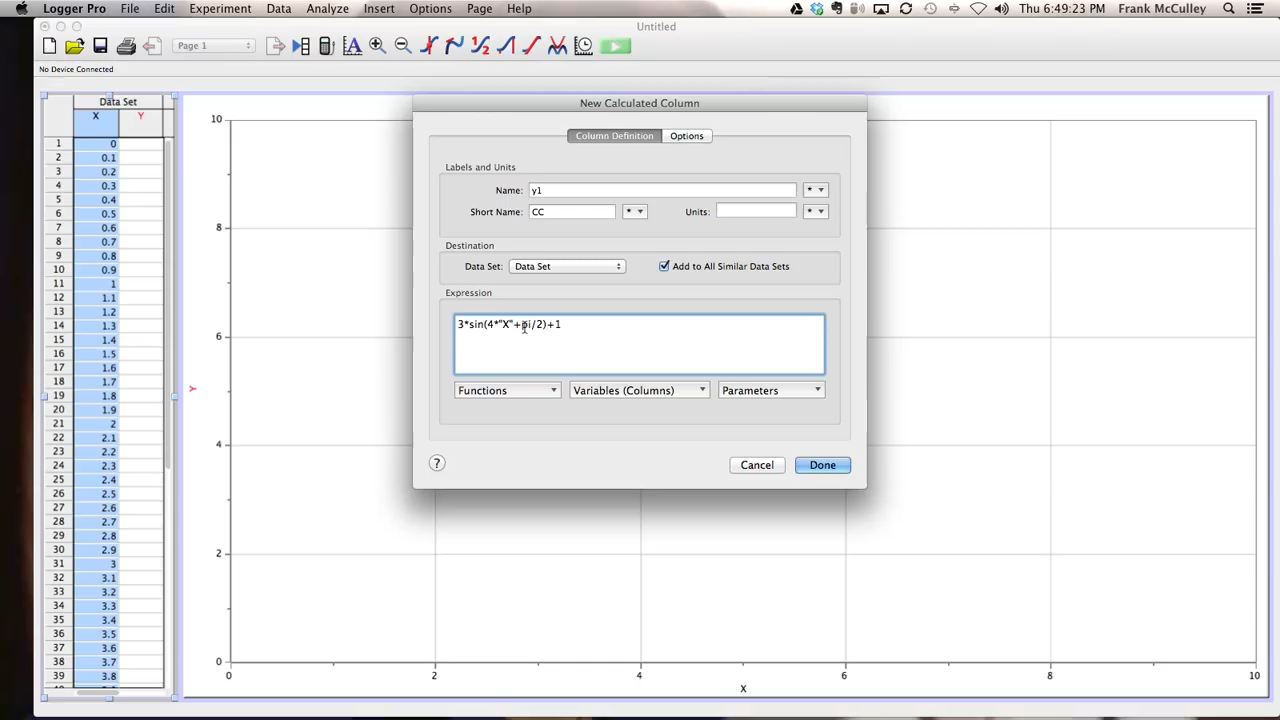 Logger Pro File Edit Experiment Data Analyze Insert Options Page Help Thu 6:49:23 Frank McCulley
Untitled
Page 1
No Device Connected
Data Set
X Y
1 0
2 0.1
3 0.2
4 0.3
5 0.4
6 0.5
7 0.6
8 0.7
9 0.8
10 0.9
11 1
12 1.1
13 1.2
14 1.3
15 1.4
16 1.5
17 1.6
18 1.7
19 1.8
20 1.9
21 2
22 2.1
23 2.2
24 2.3
25 2.4
26 2.5
27 2.6
28 2.7
29 2.8
30 2.9
31 3
32 3.1
33 3.2
34 3.3
35 3.4
36 3.5
37 3.6
38 3.7
39 3.8
10
8
6
4
2
0
Y
0 2 4 6 8 10
X
New Calculated Column
Column Definition Options
Labels and Units
Name: y1 *
Short Name: CC * Units: *
Destination
Data Set: Data Set Add to All Similar Data Sets
Expression
3*sin(4*"X"+pi/2)+1
Functions Variables (Columns) Parameters
? Cancel Done